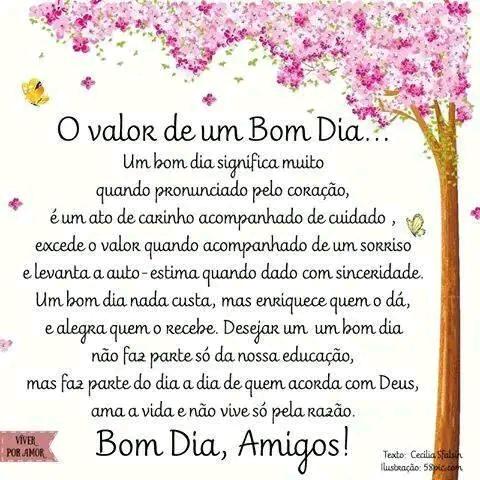 O valor de um Bom Dia...
Um bom dia significa muito
quando pronunciado pelo coração,
é um ato de carinho acompanhado de cuidado ,
excede o valor quando acompanhado de um sorriso
e levanta a auto-estima quando dado com sinceridade.
Um bom dia nada custa, mas enriquece quem o dá,
e alegra quem o recebe. Desejar um um bom dia
não faz parte só da nossa educação,
mas faz parte do dia a dia de quem acorda com Deus,
ama a vida e não vive só pela razão.
Bom Dia, Amigos!
VIVER
POR AMOR
Texto: Cecilia Sfalsin
Ilustração: 58pic.com